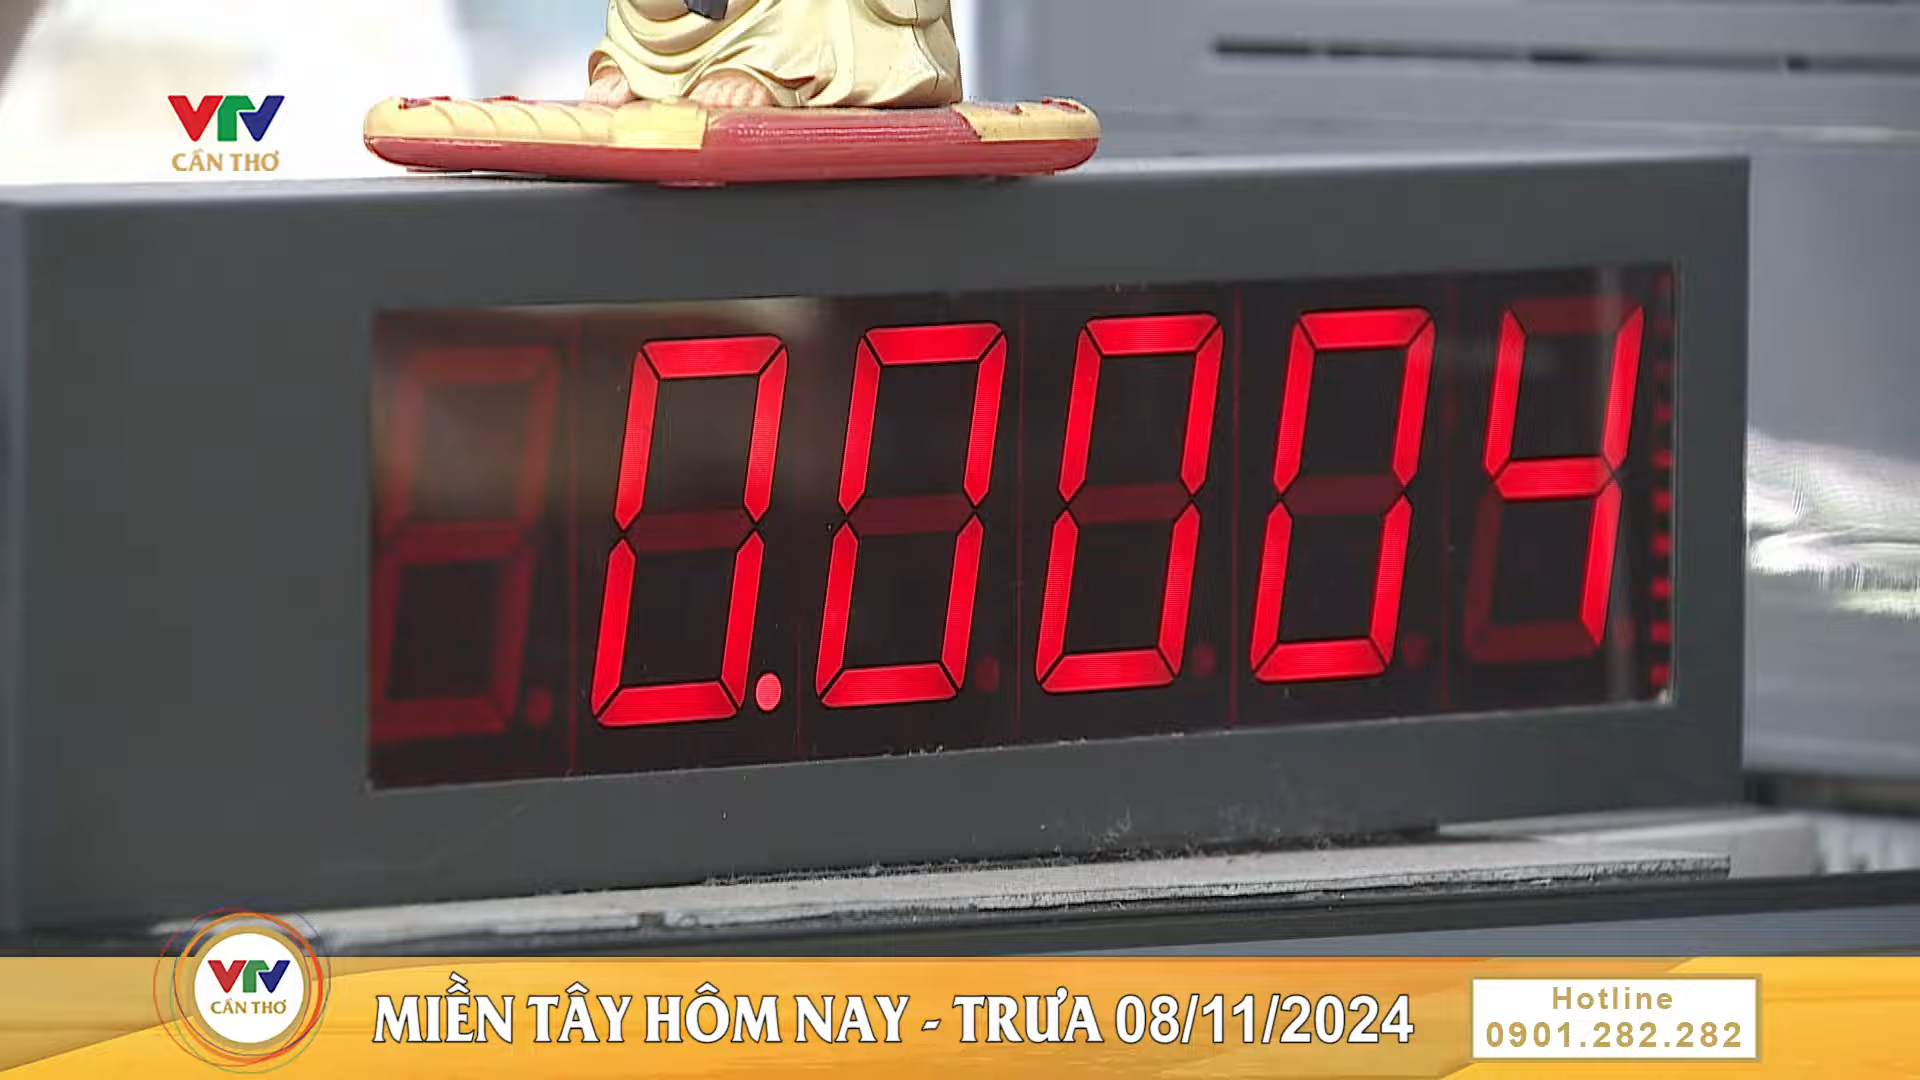 VTV
CẦN THƠ
0.0004
VTV
CẦN THƠ
MIỀN TÂY HÔM NAY - TRƯA 08/11/2024
Hotline
0901.282.282